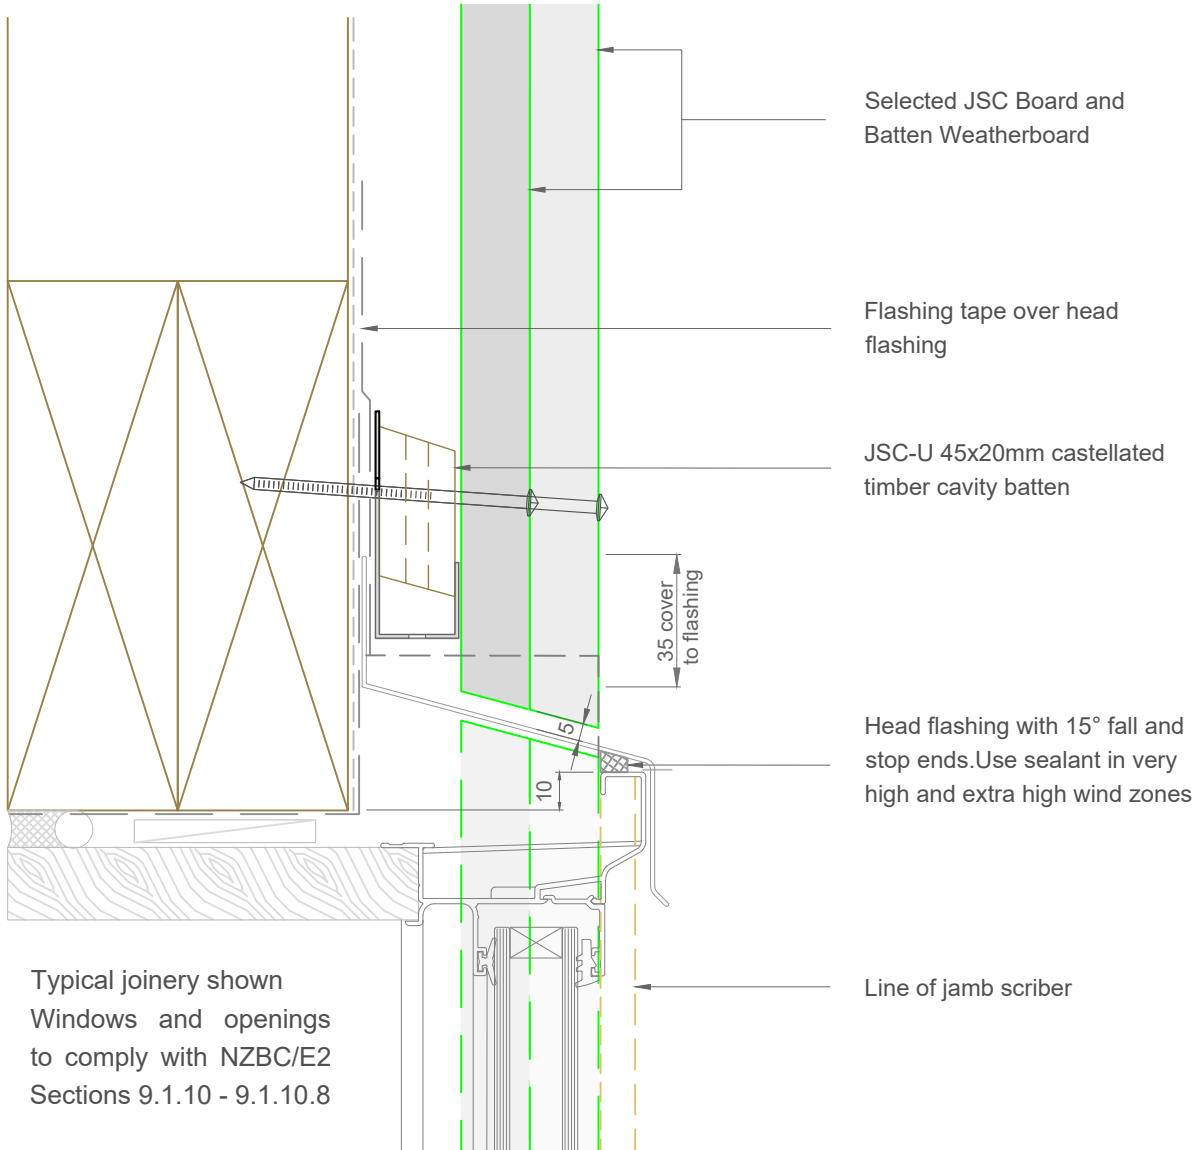 Selected JSC Board and
Batten Weatherboard
Flashing tape over head
flashing
JSC-U 45x20mm castellated
timber cavity batten
35 cover
to flashing
Head flashing with 15° fall and
stop ends.Use sealant in very
high and extra high wind zones
5
10
Line of jamb scriber
Typical joinery shown
Windows and openings
to comply with NZBC/E2
Sections 9.1.10 - 9.1.10.8